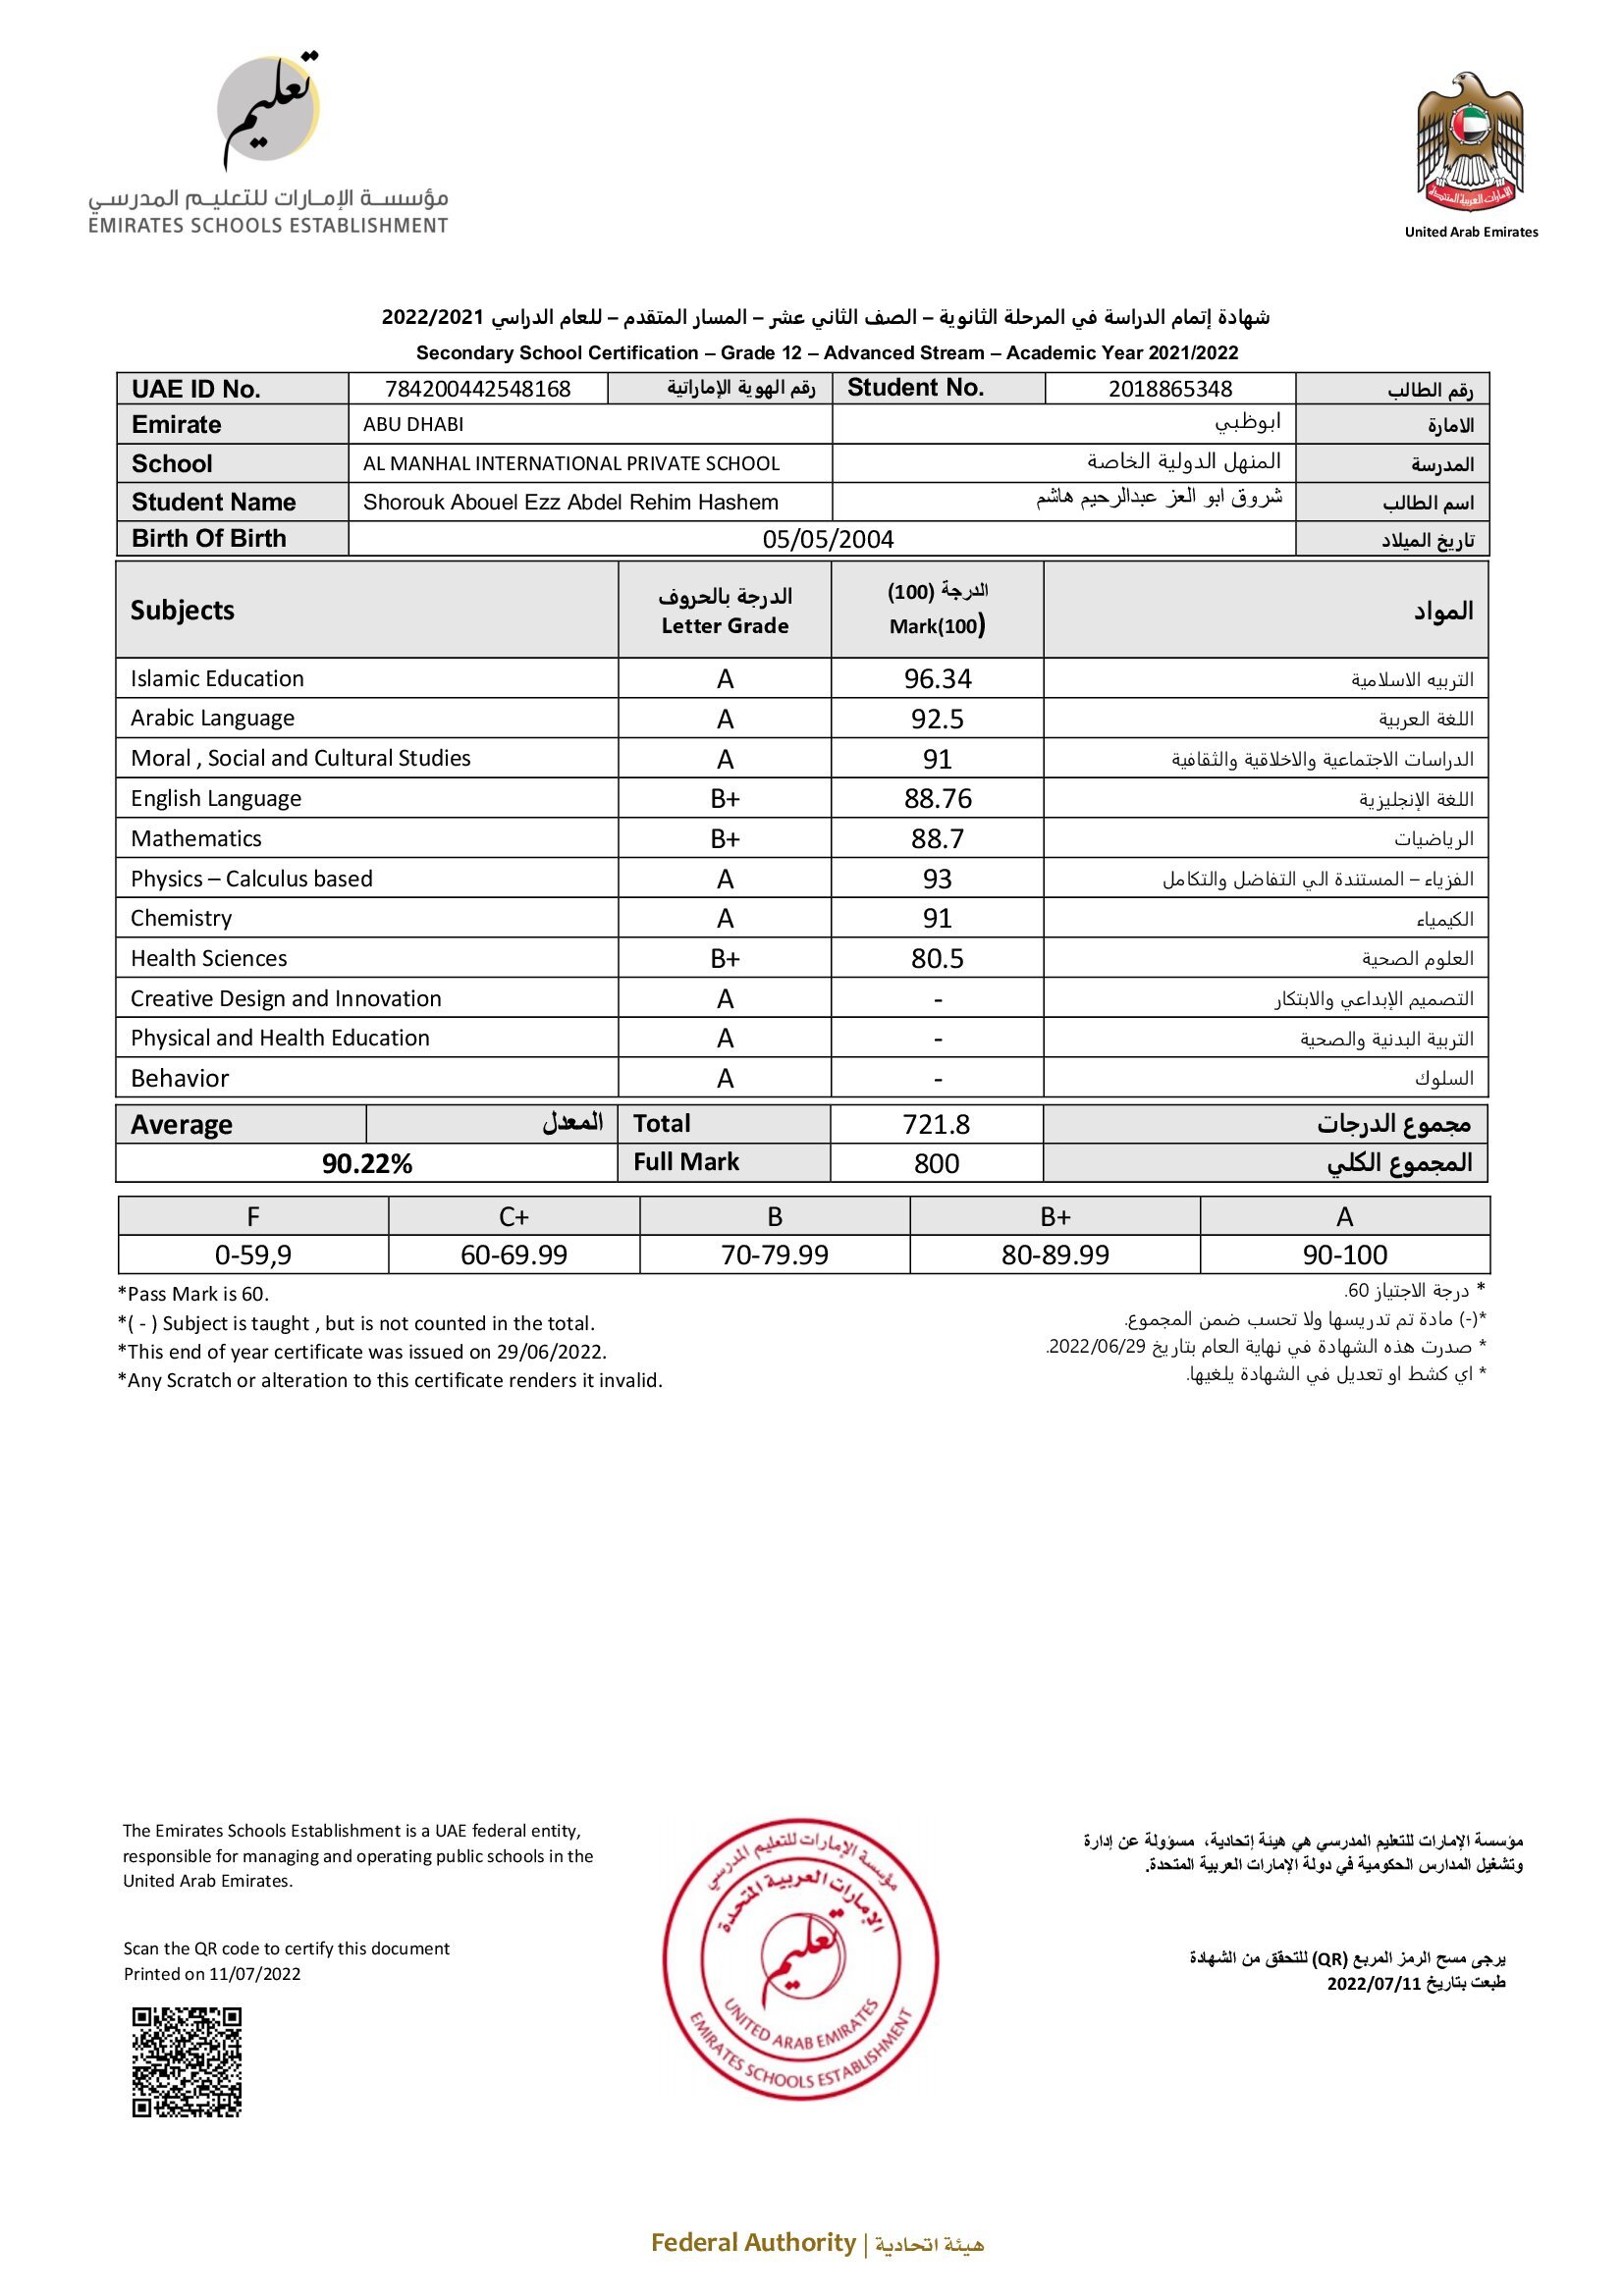 تعليم
مؤسسة الإمارات للتعليم المدرسي
EMIRATES SCHOOLS ESTABLISHMENT
الإمارات العربية المتحدة
United Arab Emirates
شهادة إتمام الدراسة في المرحلة الثانوية – الصف الثاني عشر – المسار المتقدم – للعام الدراسي 2022/2021
Secondary School Certification – Grade 12 – Advanced Stream – Academic Year 2021/2022
UAE ID No. 784200442548168 رقم الهوية الإماراتية Student No. 2018865348 رقم الطالب
Emirate ABU DHABI ابوظبي الامارة
School AL MANHAL INTERNATIONAL PRIVATE SCHOOL المنهل الدولية الخاصة المدرسة
Student Name Shorouk Abouel Ezz Abdel Rehim Hashem شروق ابو العز عبدالرحيم هاشم اسم الطالب
Birth Of Birth 05/05/2004 تاريخ الميلاد
Subjects الدرجة بالحروف الدرجة (100) المواد
Letter Grade Mark(100)
Islamic Education A 96.34 التربيه الاسلامية
Arabic Language A 92.5 اللغة العربية
Moral , Social and Cultural Studies A 91 الدراسات الاجتماعية والاخلاقية والثقافية
English Language B+ 88.76 اللغة الإنجليزية
Mathematics B+ 88.7 الرياضيات
Physics – Calculus based A 93 الفزياء – المستندة الي التفاضل والتكامل
Chemistry A 91 الكيمياء
Health Sciences B+ 80.5 العلوم الصحية
Creative Design and Innovation A - التصميم الإبداعي والابتكار
Physical and Health Education A - التربية البدنية والصحية
Behavior A - السلوك
Average المعدل Total 721.8 مجموع الدرجات
90.22% Full Mark 800 المجموع الكلي
F C+ B B+ A
0-59,9 60-69.99 70-79.99 80-89.99 90-100
*Pass Mark is 60.
*( - ) Subject is taught , but is not counted in the total.
*This end of year certificate was issued on 29/06/2022.
*Any Scratch or alteration to this certificate renders it invalid.
* درجة الاجتياز 60.
*(-) مادة تم تدريسها ولا تحسب ضمن المجموع.
* صدرت هذه الشهادة في نهاية العام بتاريخ 2022/06/29.
* اي كشط او تعديل في الشهادة يلغيها.
The Emirates Schools Establishment is a UAE federal entity,
responsible for managing and operating public schools in the
United Arab Emirates.
مؤسسة الإمارات للتعليم المدرسي هي هيئة إتحادية، مسؤولة عن إدارة
وتشغيل المدارس الحكومية في دولة الإمارات العربية المتحدة.
مؤسسة الإمارات للتعليم المدرسي
الإمارات العربية المتحدة
تعليم
UNITED ARAB EMIRATES
EMIRATES SCHOOLS ESTABLISHMENT
Scan the QR code to certify this document
Printed on 11/07/2022
يرجى مسح الرمز المربع (QR) للتحقق من الشهادة
طبعت بتاريخ 2022/07/11
Federal Authority | هيئة اتحادية